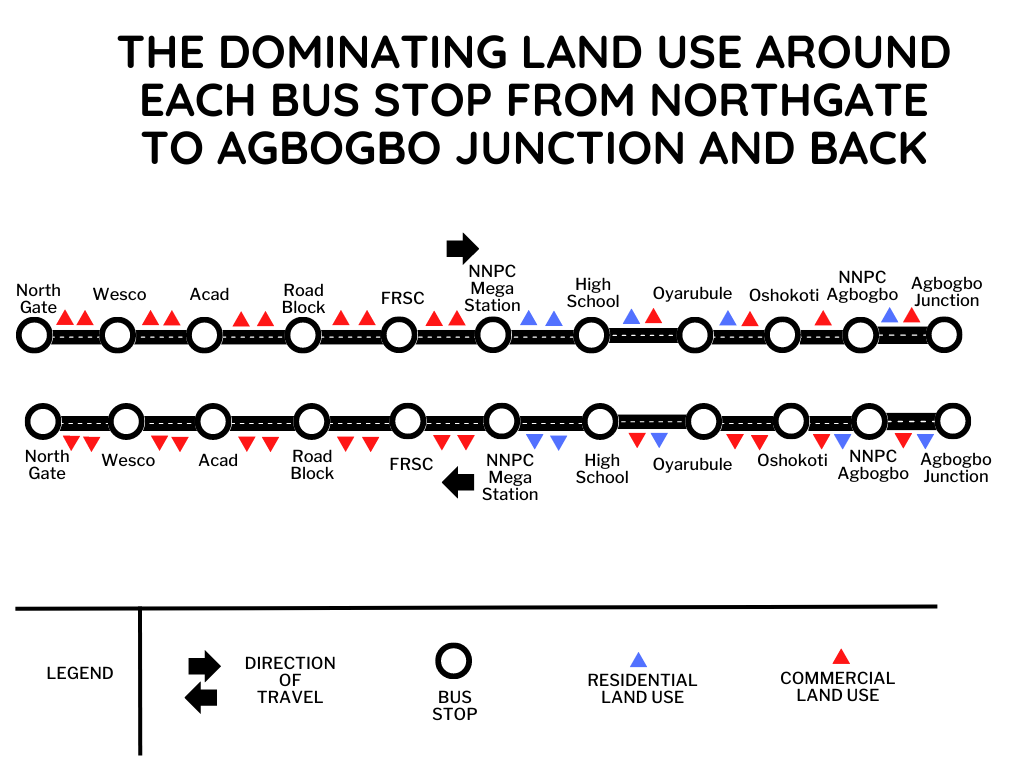 THE DOMINATING LAND USE AROUND
EACH BUS STOP FROM NORTHGATE
TO AGBOGBO JUNCTION AND BACK
North
Gate
Wesco
Acad
Road
Block
FRSC
NNPC
Mega
Station
High
School
Oyarubule
Oshokoti
NNPC
Agbogbo
Agbogbo
Junction
North
Gate
Wesco
Acad
Road
Block
FRSC
NNPC
Mega
Station
High
School
Oyarubule
Oshokoti
NNPC
Agbogbo
Agbogbo
Junction
LEGEND
DIRECTION
OF
TRAVEL
BUS
STOP
RESIDENTIAL
LAND USE
COMMERCIAL
LAND USE